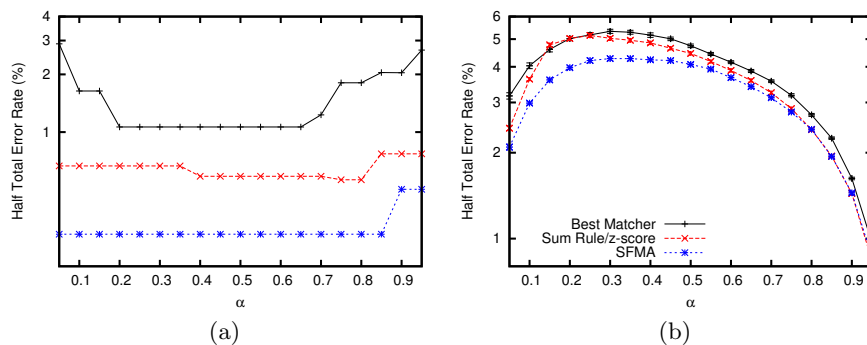 4
3
2
1
Half Total Error Rate (%)
0.1 0.2 0.3 0.4 0.5 0.6 0.7 0.8 0.9
α
(a)
6
5
4
3
2
1
Half Total Error Rate (%)
Best Matcher
Sum Rule/z-score
SFMA
0.1 0.2 0.3 0.4 0.5 0.6 0.7 0.8 0.9
α
(b)